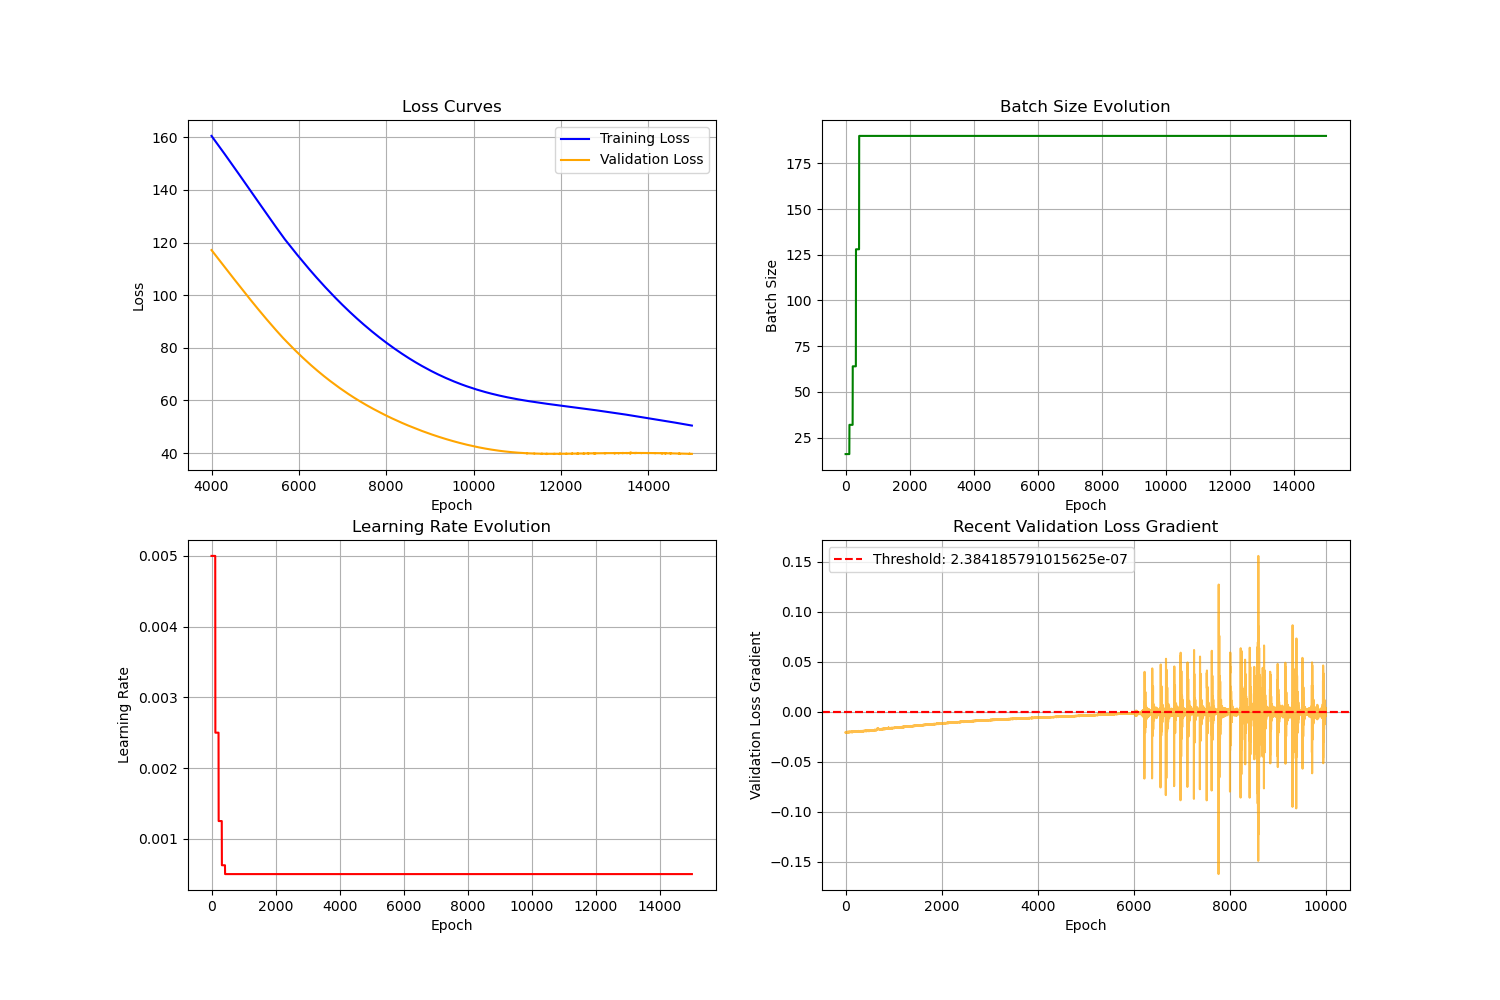 Loss Curves
Training Loss
Validation Loss
160
140
120
100
80
60
40
Loss
4000 6000 8000 10000 12000 14000
Epoch
Batch Size Evolution
175
150
125
100
75
50
25
Batch Size
0 2000 4000 6000 8000 10000 12000 14000
Epoch
Learning Rate Evolution
0.005
0.004
0.003
0.002
0.001
Learning Rate
0 2000 4000 6000 8000 10000 12000 14000
Epoch
Recent Validation Loss Gradient
Threshold: 2.384185791015625e-07
0.15
0.10
0.05
0.00
−0.05
−0.10
−0.15
Validation Loss Gradient
0 2000 4000 6000 8000 10000
Epoch